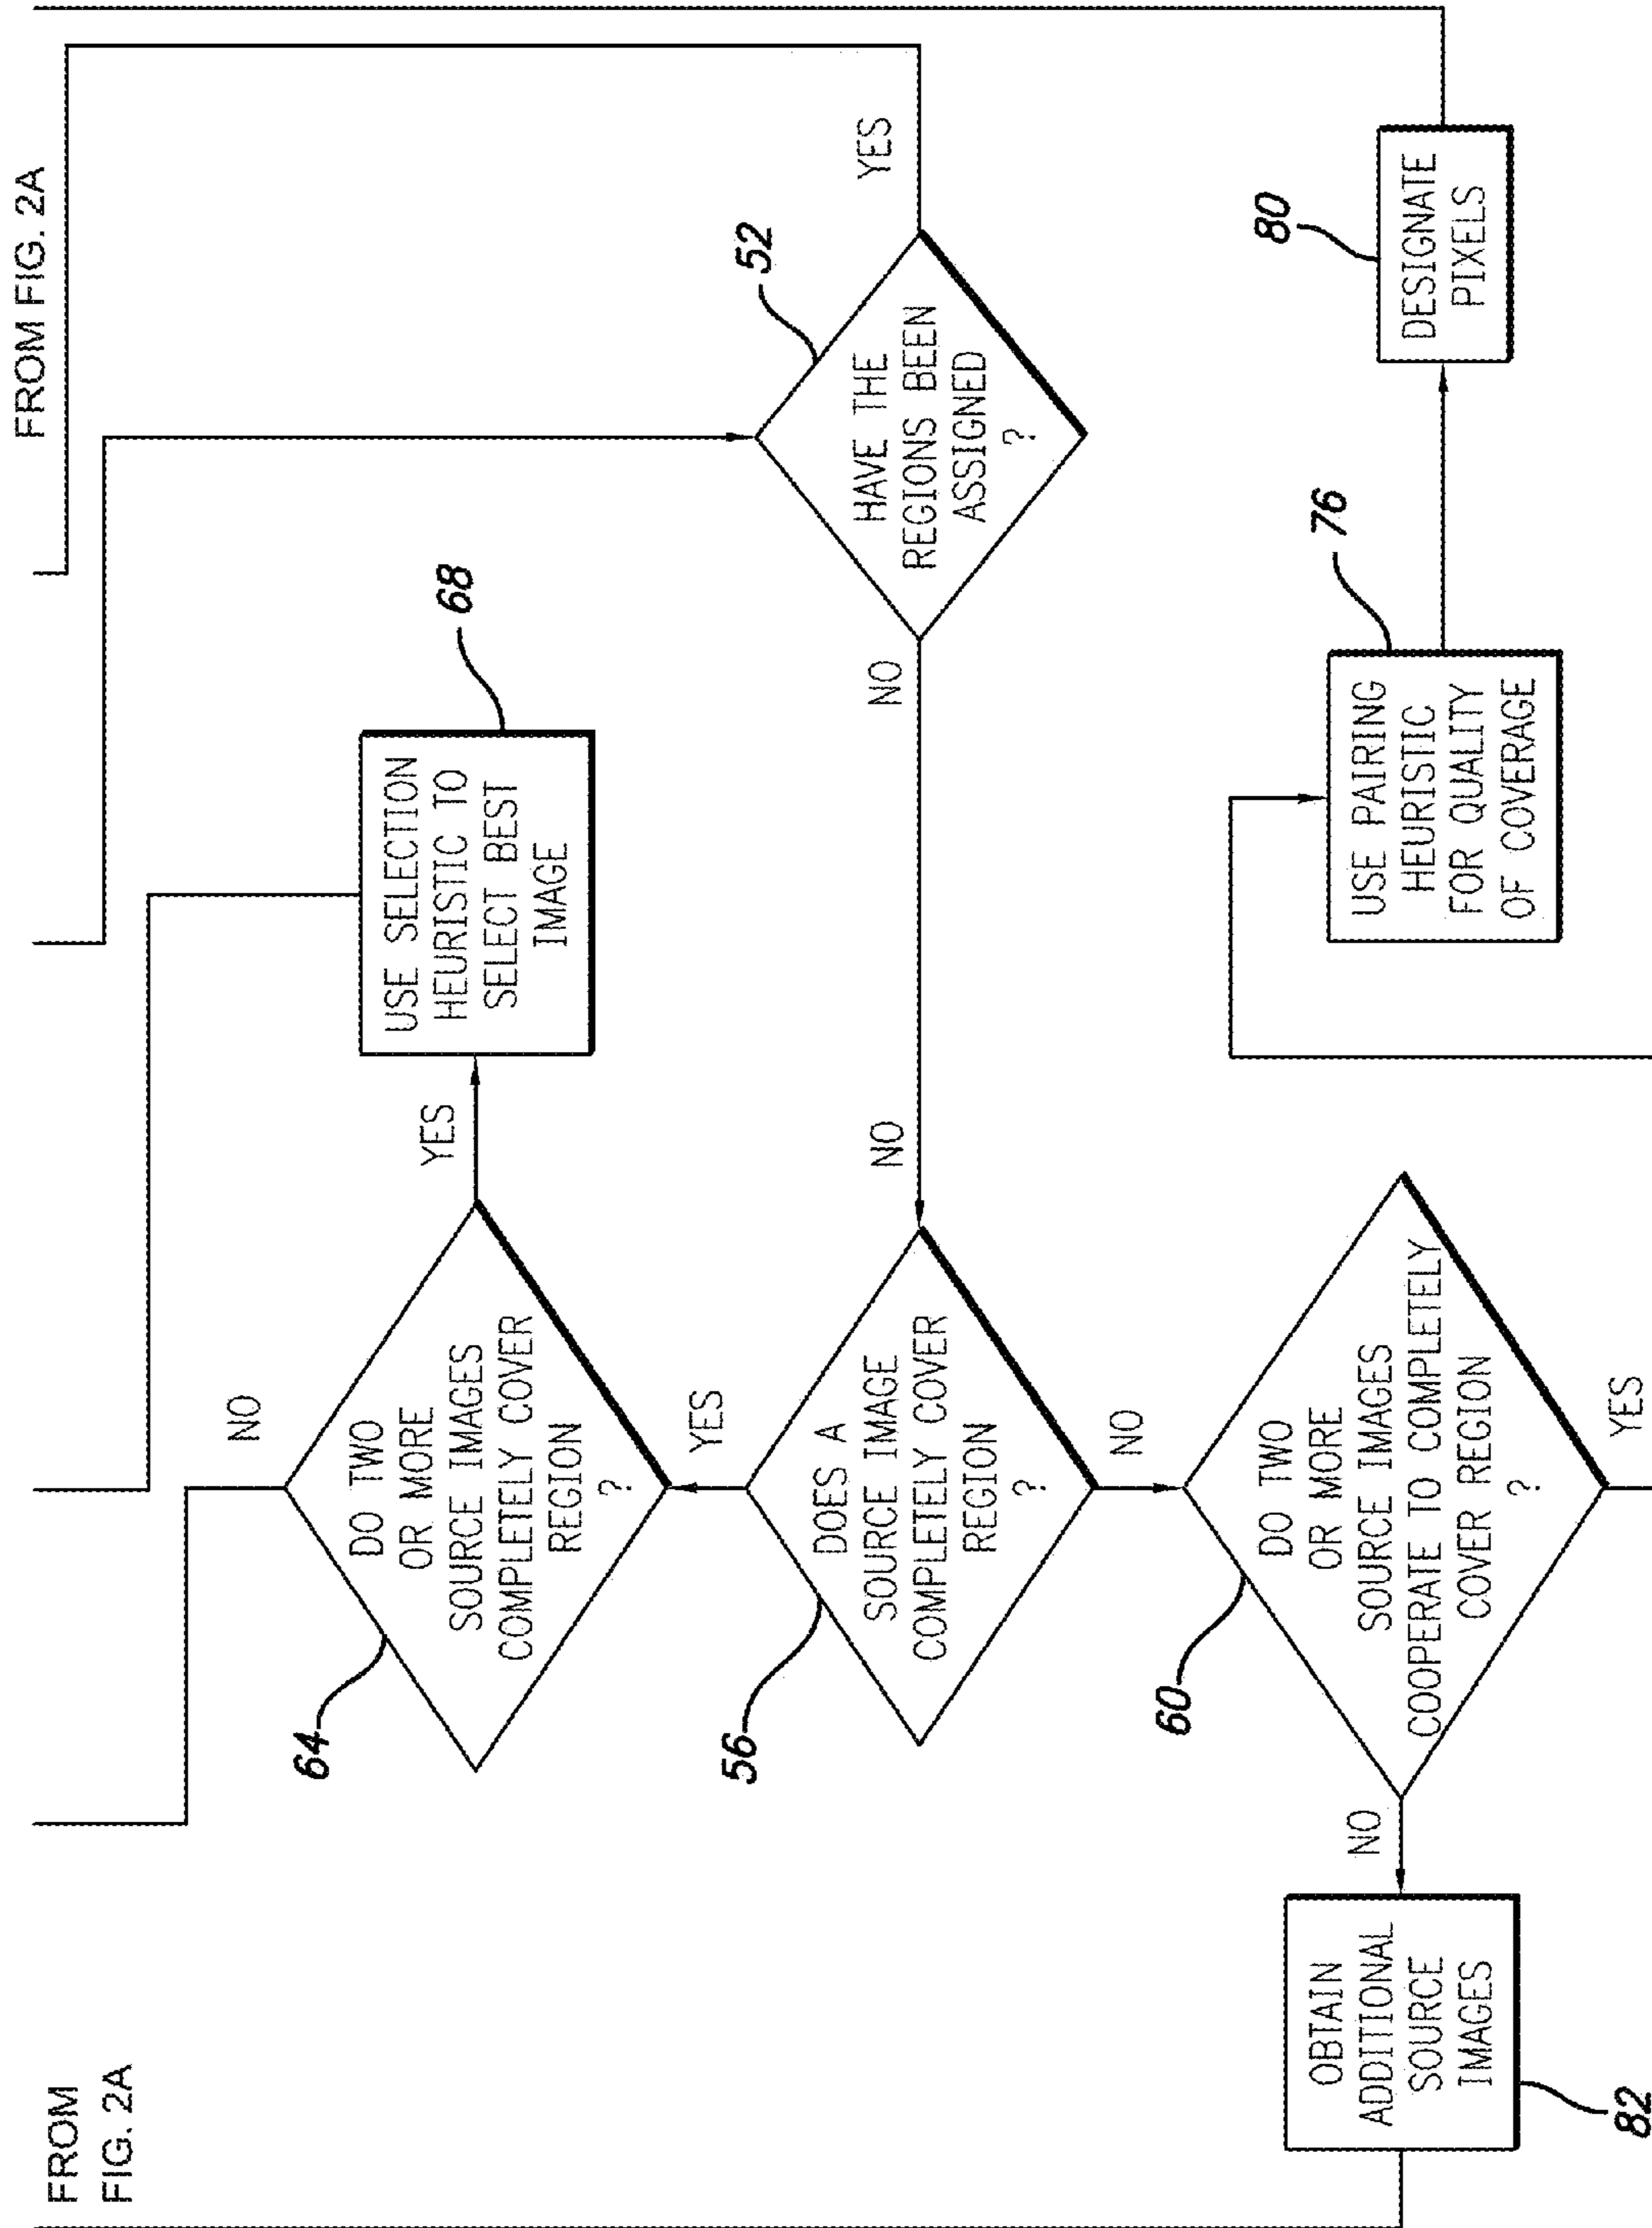 FROM
FIG. 2A
FROM FIG. 2A
64
DO TWO
OR MORE
SOURCE IMAGES
COMPLETELY COVER
REGION
?
NO
YES
USE SELECTION
HEURISTIC TO
SELECT BEST
IMAGE
68
YES
56
DOES A
SOURCE IMAGE
COMPLETELY COVER
REGION
?
NO
NO
HAVE THE
REGIONS BEEN
ASSIGNED
?
52
YES
NO
60
DO TWO
OR MORE
SOURCE IMAGES
COOPERATE TO COMPLETELY
COVER REGION
?
NO
YES
OBTAIN
ADDITIONAL
SOURCE
IMAGES
82
USE PAIRING
HEURISTIC
FOR QUALITY
OF COVERAGE
76
DESIGNATE
PIXELS
80